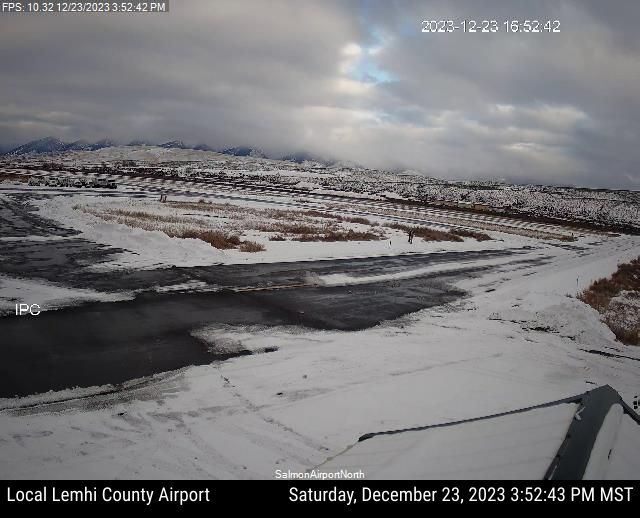 FPS: 10.32 12/23/2023 3:52:42 PM
2023-12-23 16:52:42
IPC
SalmonAirportNorth
Local Lemhi County Airport Saturday, December 23, 2023 3:52:43 PM MST